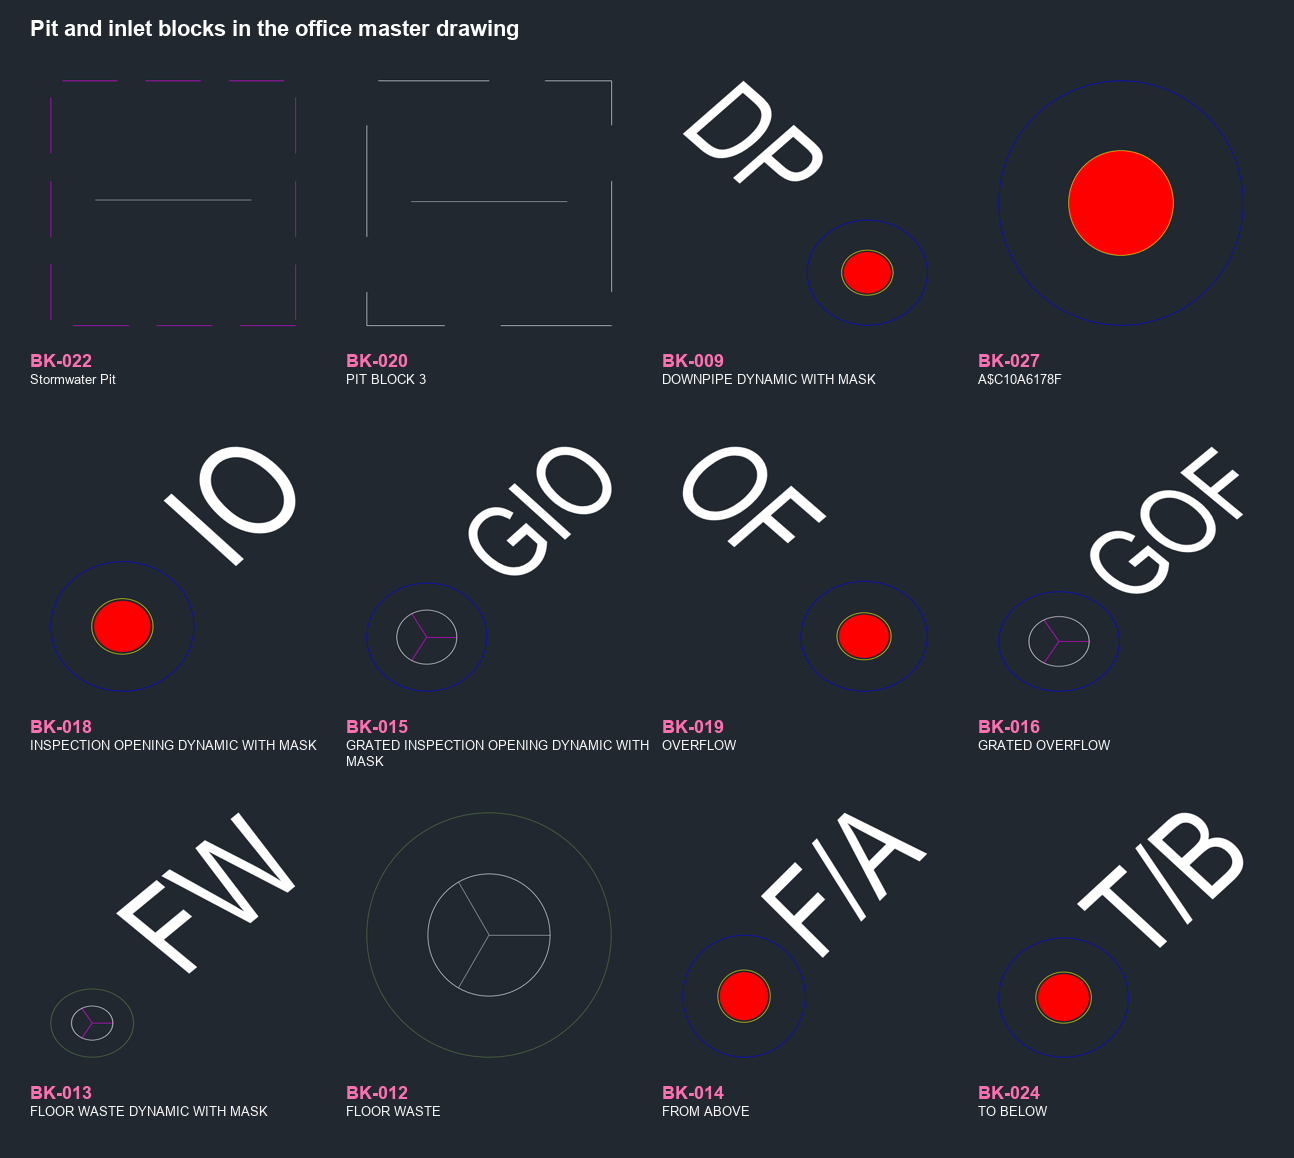 Pit and inlet blocks in the office master drawing
DP
BK-022
Stormwater Pit
BK-020
PIT BLOCK 3
BK-009
DOWNPIPE DYNAMIC WITH MASK
BK-027
A$C10A6178F
IO
GIO
OF
GOF
BK-018
INSPECTION OPENING DYNAMIC WITH MASK
BK-015
GRATED INSPECTION OPENING DYNAMIC WITH
MASK
BK-019
OVERFLOW
BK-016
GRATED OVERFLOW
FW
F/A
T/B
BK-013
FLOOR WASTE DYNAMIC WITH MASK
BK-012
FLOOR WASTE
BK-014
FROM ABOVE
BK-024
TO BELOW